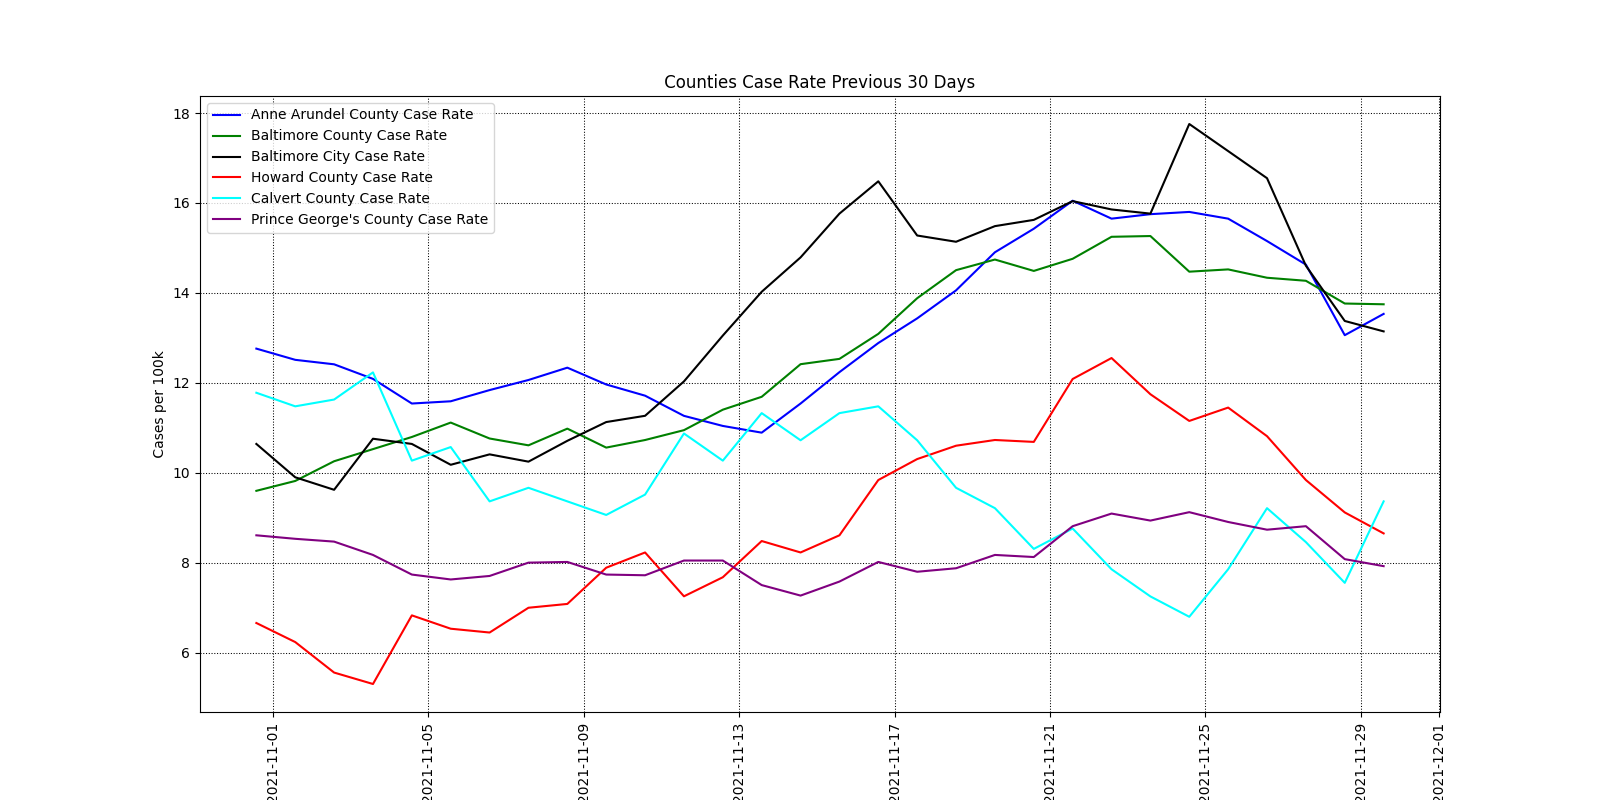 Counties Case Rate Previous 30 Days
Anne Arundel County Case Rate
Baltimore County Case Rate
Baltimore City Case Rate
Howard County Case Rate
Calvert County Case Rate
Prince George's County Case Rate
Cases per 100k
18
16
14
12
10
8
6
2021-11-01
2021-11-05
2021-11-09
2021-11-13
2021-11-17
2021-11-21
2021-11-25
2021-11-29
2021-12-01